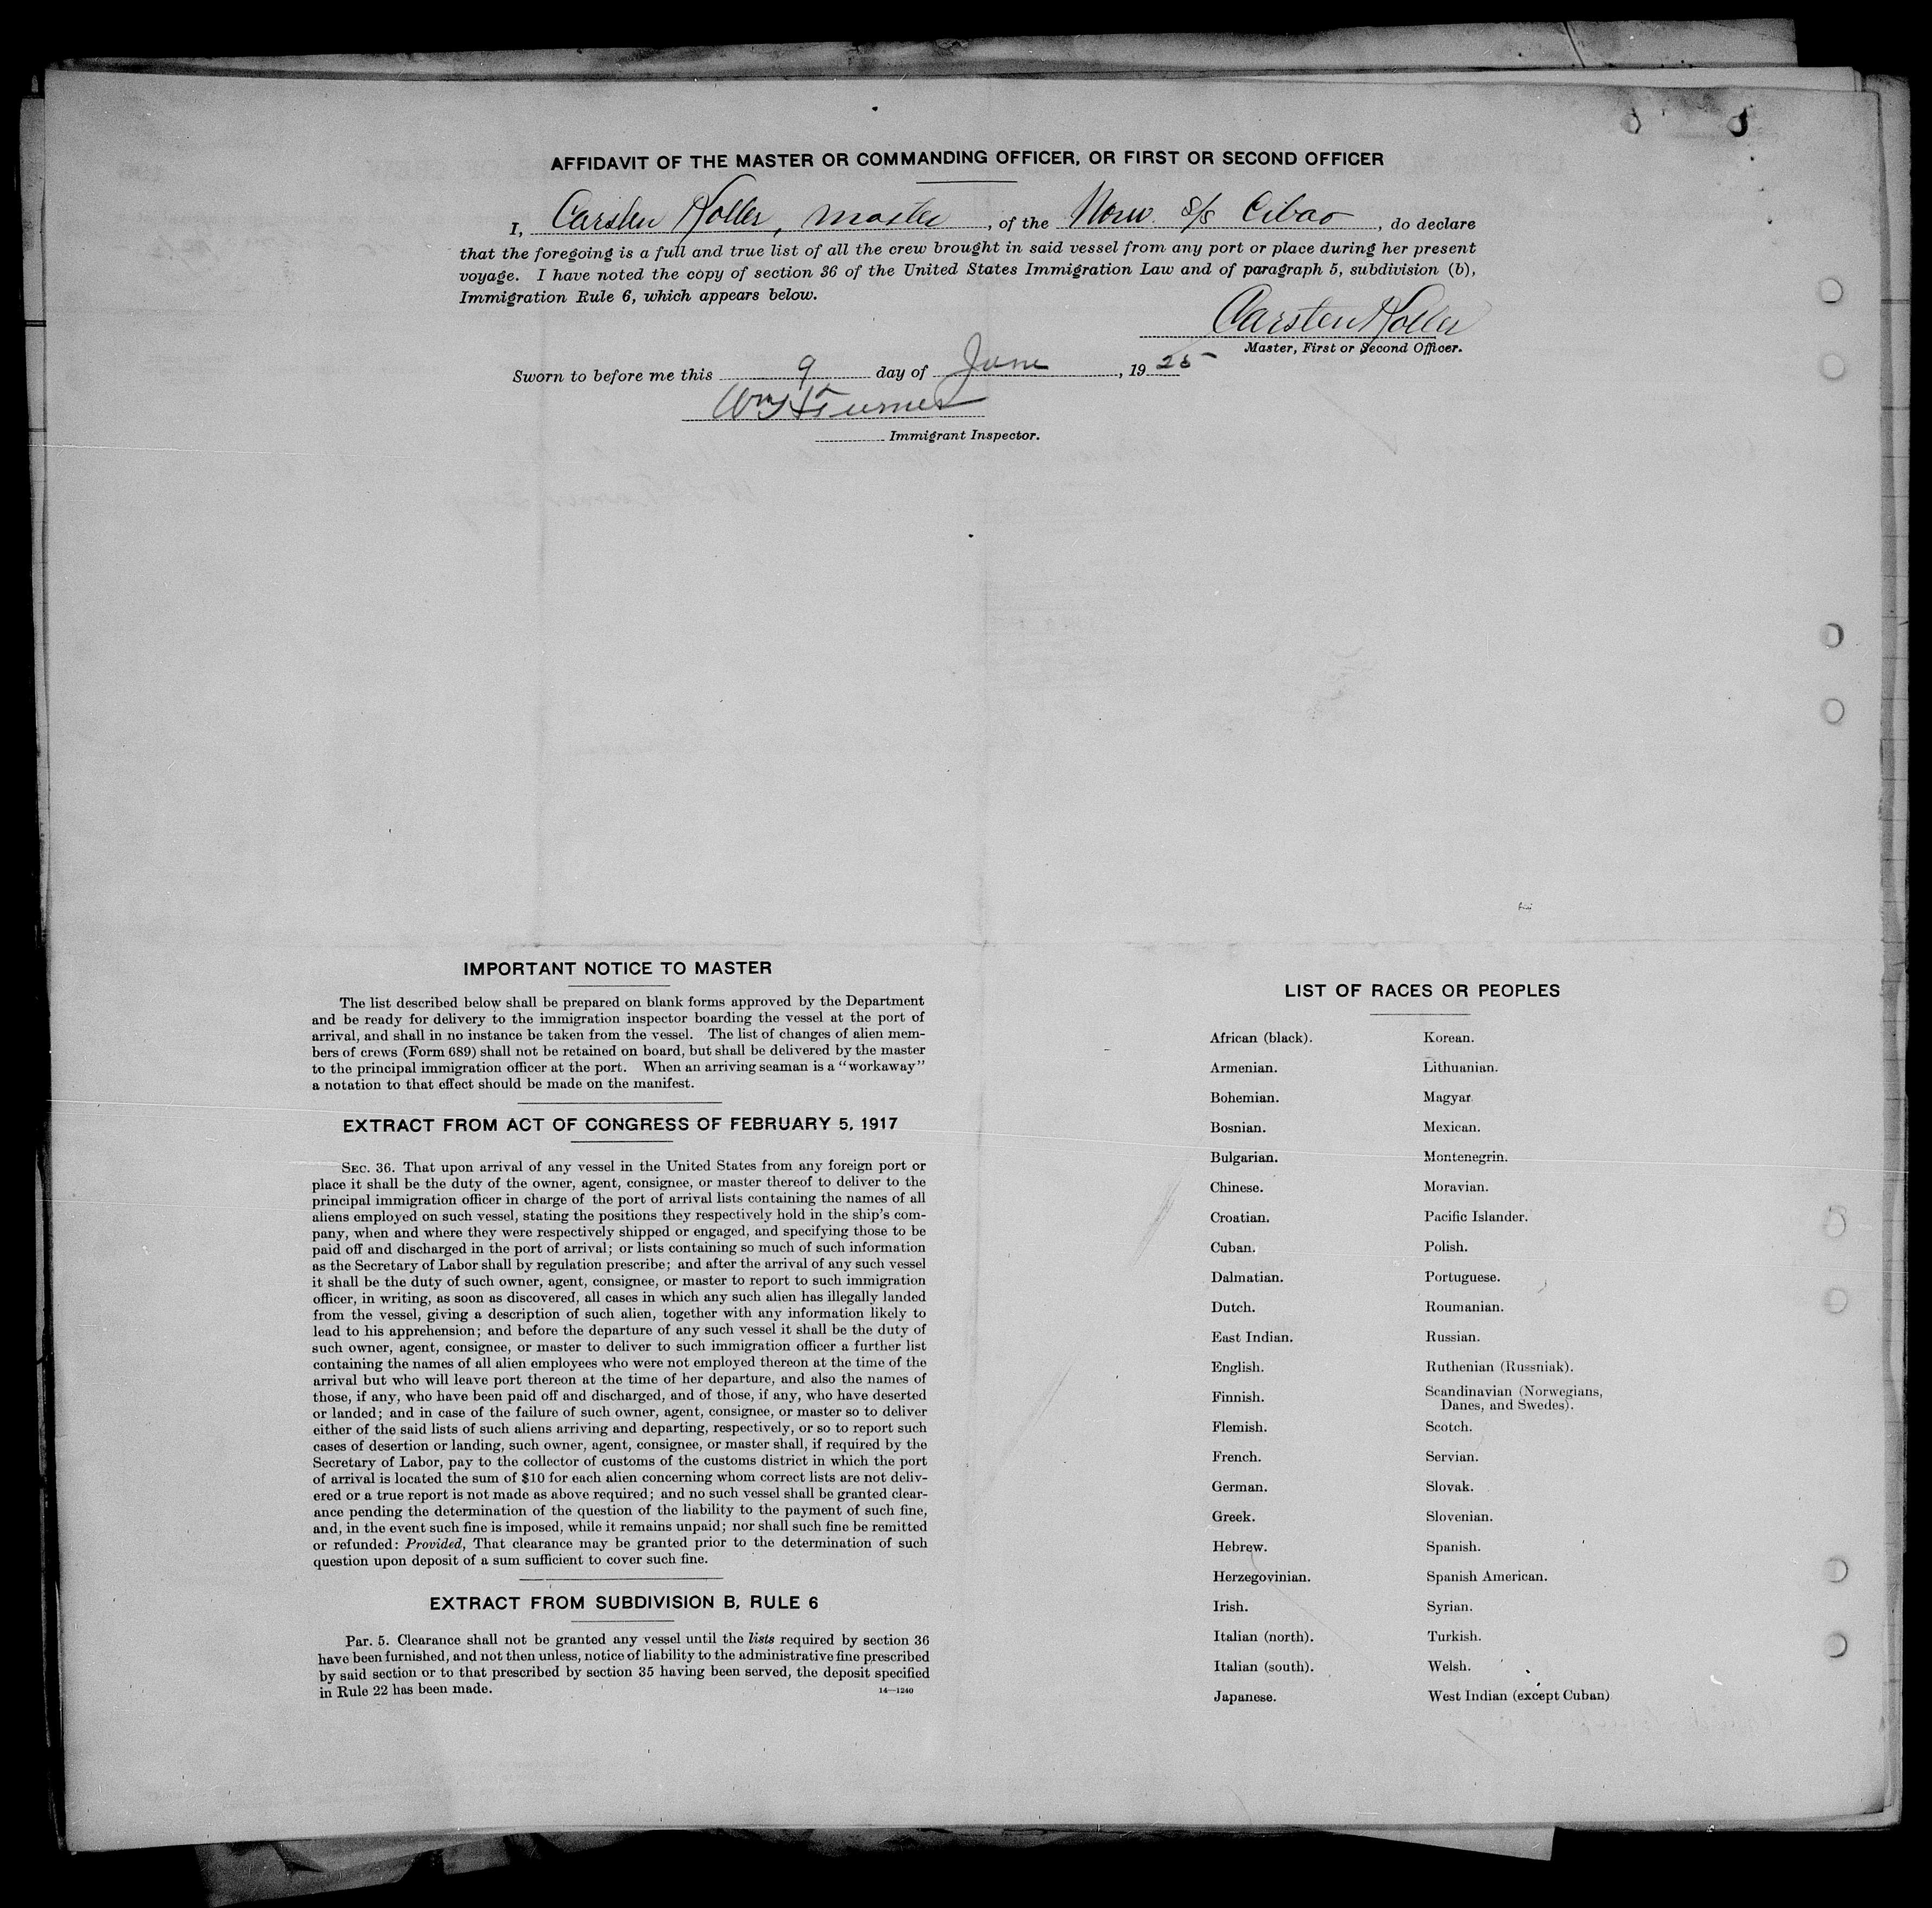 AFFIDAVIT OF THE MASTER OR COMMANDING OFFICER, OR FIRST OR SECOND OFFICER
I, Carsten Holler, master, of the Norw. s/s Cibao, do declare
that the foregoing is a full and true list of all the crew brought in said vessel from any port or place during her present
voyage. I have noted the copy of section 36 of the United States Immigration Law and of paragraph 5, subdivision (b),
Immigration Rule 6, which appears below.
Carsten Holler
Master, First or Second Officer.
Sworn to before me this 9 day of June, 1925
Wm Turner
Immigrant Inspector.
IMPORTANT NOTICE TO MASTER
The list described below shall be prepared on blank forms approved by the Department
and be ready for delivery to the immigration inspector boarding the vessel at the port of
arrival, and shall in no instance be taken from the vessel. The list of changes of alien mem-
bers of crews (Form 689) shall not be retained on board, but shall be delivered by the master
to the principal immigration officer at the port. When an arriving seaman is a "workaway"
a notation to that effect should be made on the manifest.
EXTRACT FROM ACT OF CONGRESS OF FEBRUARY 5, 1917
SEC. 36. That upon arrival of any vessel in the United States from any foreign port or
place it shall be the duty of the owner, agent, consignee, or master thereof to deliver to the
principal immigration officer in charge of the port of arrival lists containing the names of all
aliens employed on such vessel, stating the positions they respectively hold in the ship's com-
pany, when and where they were respectively shipped or engaged, and specifying those to be
paid off and discharged in the port of arrival; or lists containing so much of such information
as the Secretary of Labor shall by regulation prescribe; and after the arrival of any such vessel
it shall be the duty of such owner, agent, consignee, or master to report to such immigration
officer, in writing, as soon as discovered, all cases in which any such alien has illegally landed
from the vessel, giving a description of such alien, together with any information likely to
lead to his apprehension; and before the departure of any such vessel it shall be the duty of
such owner, agent, consignee, or master to deliver to such immigration officer a further list
containing the names of all alien employees who were not employed thereon at the time of the
arrival but who will leave port thereon at the time of her departure, and also the names of
those, if any, who have been paid off and discharged, and of those, if any, who have deserted
or landed; and in case of the failure of such owner, agent, consignee, or master so to deliver
either of the said lists of such aliens arriving and departing, respectively, or so to report such
cases of desertion or landing, such owner, agent, consignee, or master shall, if required by the
Secretary of Labor, pay to the collector of customs of the customs district in which the port
of arrival is located the sum of $10 for each alien concerning whom correct lists are not deliv-
ered or a true report is not made as above required; and no such vessel shall be granted clear-
ance pending the determination of the question of the liability to the payment of such fine,
and, in the event such fine is imposed, while it remains unpaid; nor shall such fine be remitted
or refunded: Provided, That clearance may be granted prior to the determination of such
question upon deposit of a sum sufficient to cover such fine.
EXTRACT FROM SUBDIVISION B, RULE 6
Par. 5. Clearance shall not be granted any vessel until the lists required by section 36
have been furnished, and not then unless, notice of liability to the administrative fine prescribed
by said section or to that prescribed by section 35 having been served, the deposit specified
in Rule 22 has been made.
14—1240
LIST OF RACES OR PEOPLES
African (black).
Armenian.
Bohemian.
Bosnian.
Bulgarian.
Chinese.
Croatian.
Cuban.
Dalmatian.
Dutch.
East Indian.
English.
Finnish.
Flemish.
French.
German.
Greek.
Hebrew.
Herzegovinian.
Irish.
Italian (north).
Italian (south).
Japanese.
Korean.
Lithuanian.
Magyar.
Mexican.
Montenegrin.
Moravian.
Pacific Islander.
Polish.
Portuguese.
Roumanian.
Russian.
Ruthenian (Russniak).
Scandinavian (Norwegians,
Danes, and Swedes).
Scotch.
Servian.
Slovak.
Slovenian.
Spanish.
Spanish American.
Syrian.
Turkish.
Welsh.
West Indian (except Cuban)